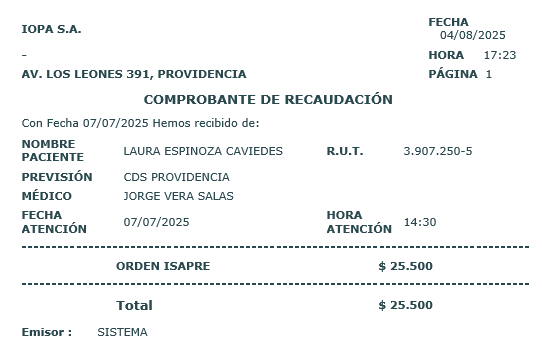 IOPA S.A.
FECHA
04/08/2025
-
HORA 17:23
AV. LOS LEONES 391, PROVIDENCIA
PÁGINA 1
COMPROBANTE DE RECAUDACIÓN
Con Fecha 07/07/2025 Hemos recibido de:
NOMBRE PACIENTE LAURA ESPINOZA CAVIEDES R.U.T. 3.907.250-5
PREVISIÓN CDS PROVIDENCIA
MÉDICO JORGE VERA SALAS
FECHA ATENCIÓN 07/07/2025 HORA ATENCIÓN 14:30
ORDEN ISAPRE $ 25.500
Total $ 25.500
Emisor : SISTEMA